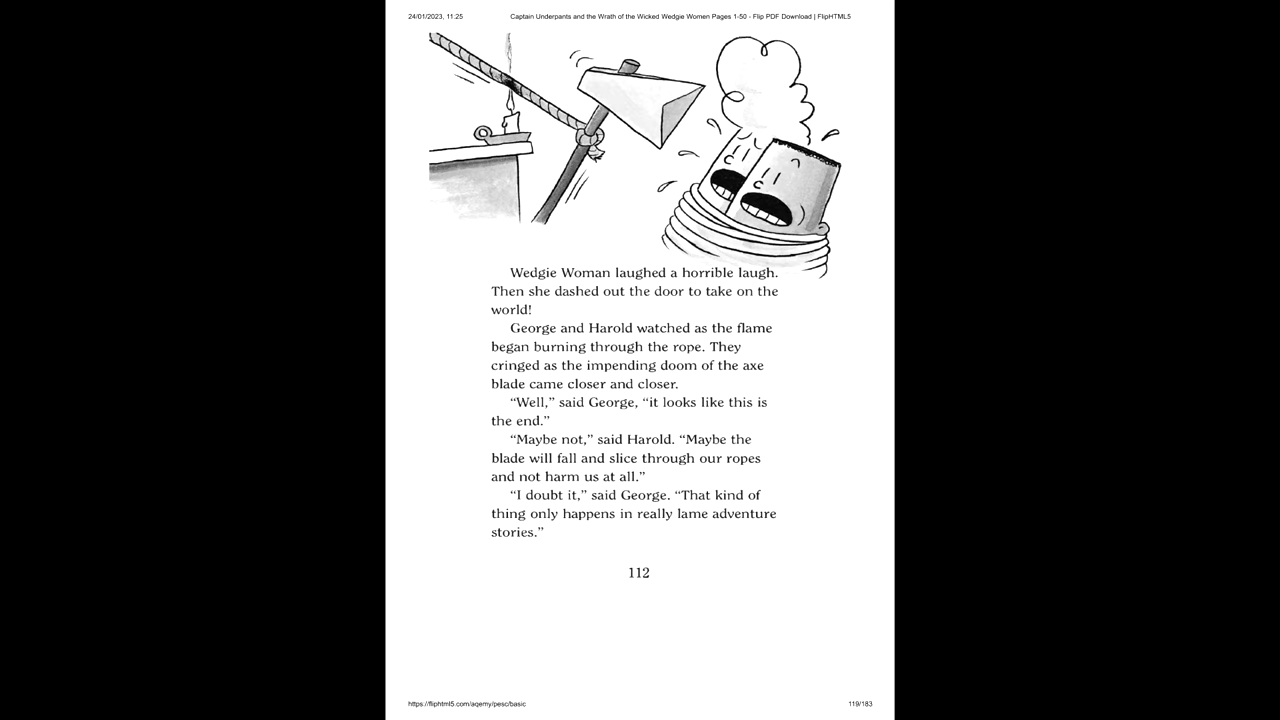 24/01/2023, 11:25 Captain Underpants and the Wrath of the Wicked Wedgie Women Pages 1-50 - Flip PDF Download | FlipHTML5
Wedgie Woman laughed a horrible laugh.
Then she dashed out the door to take on the
world!
George and Harold watched as the flame
began burning through the rope. They
cringed as the impending doom of the axe
blade came closer and closer.
“Well,” said George, “it looks like this is
the end.”
“Maybe not,” said Harold. “Maybe the
blade will fall and slice through our ropes
and not harm us at all.”
“I doubt it,” said George. “That kind of
thing only happens in really lame adventure
stories.”
112
https://fliphtml5.com/aqemy/pesc/basic 119/183